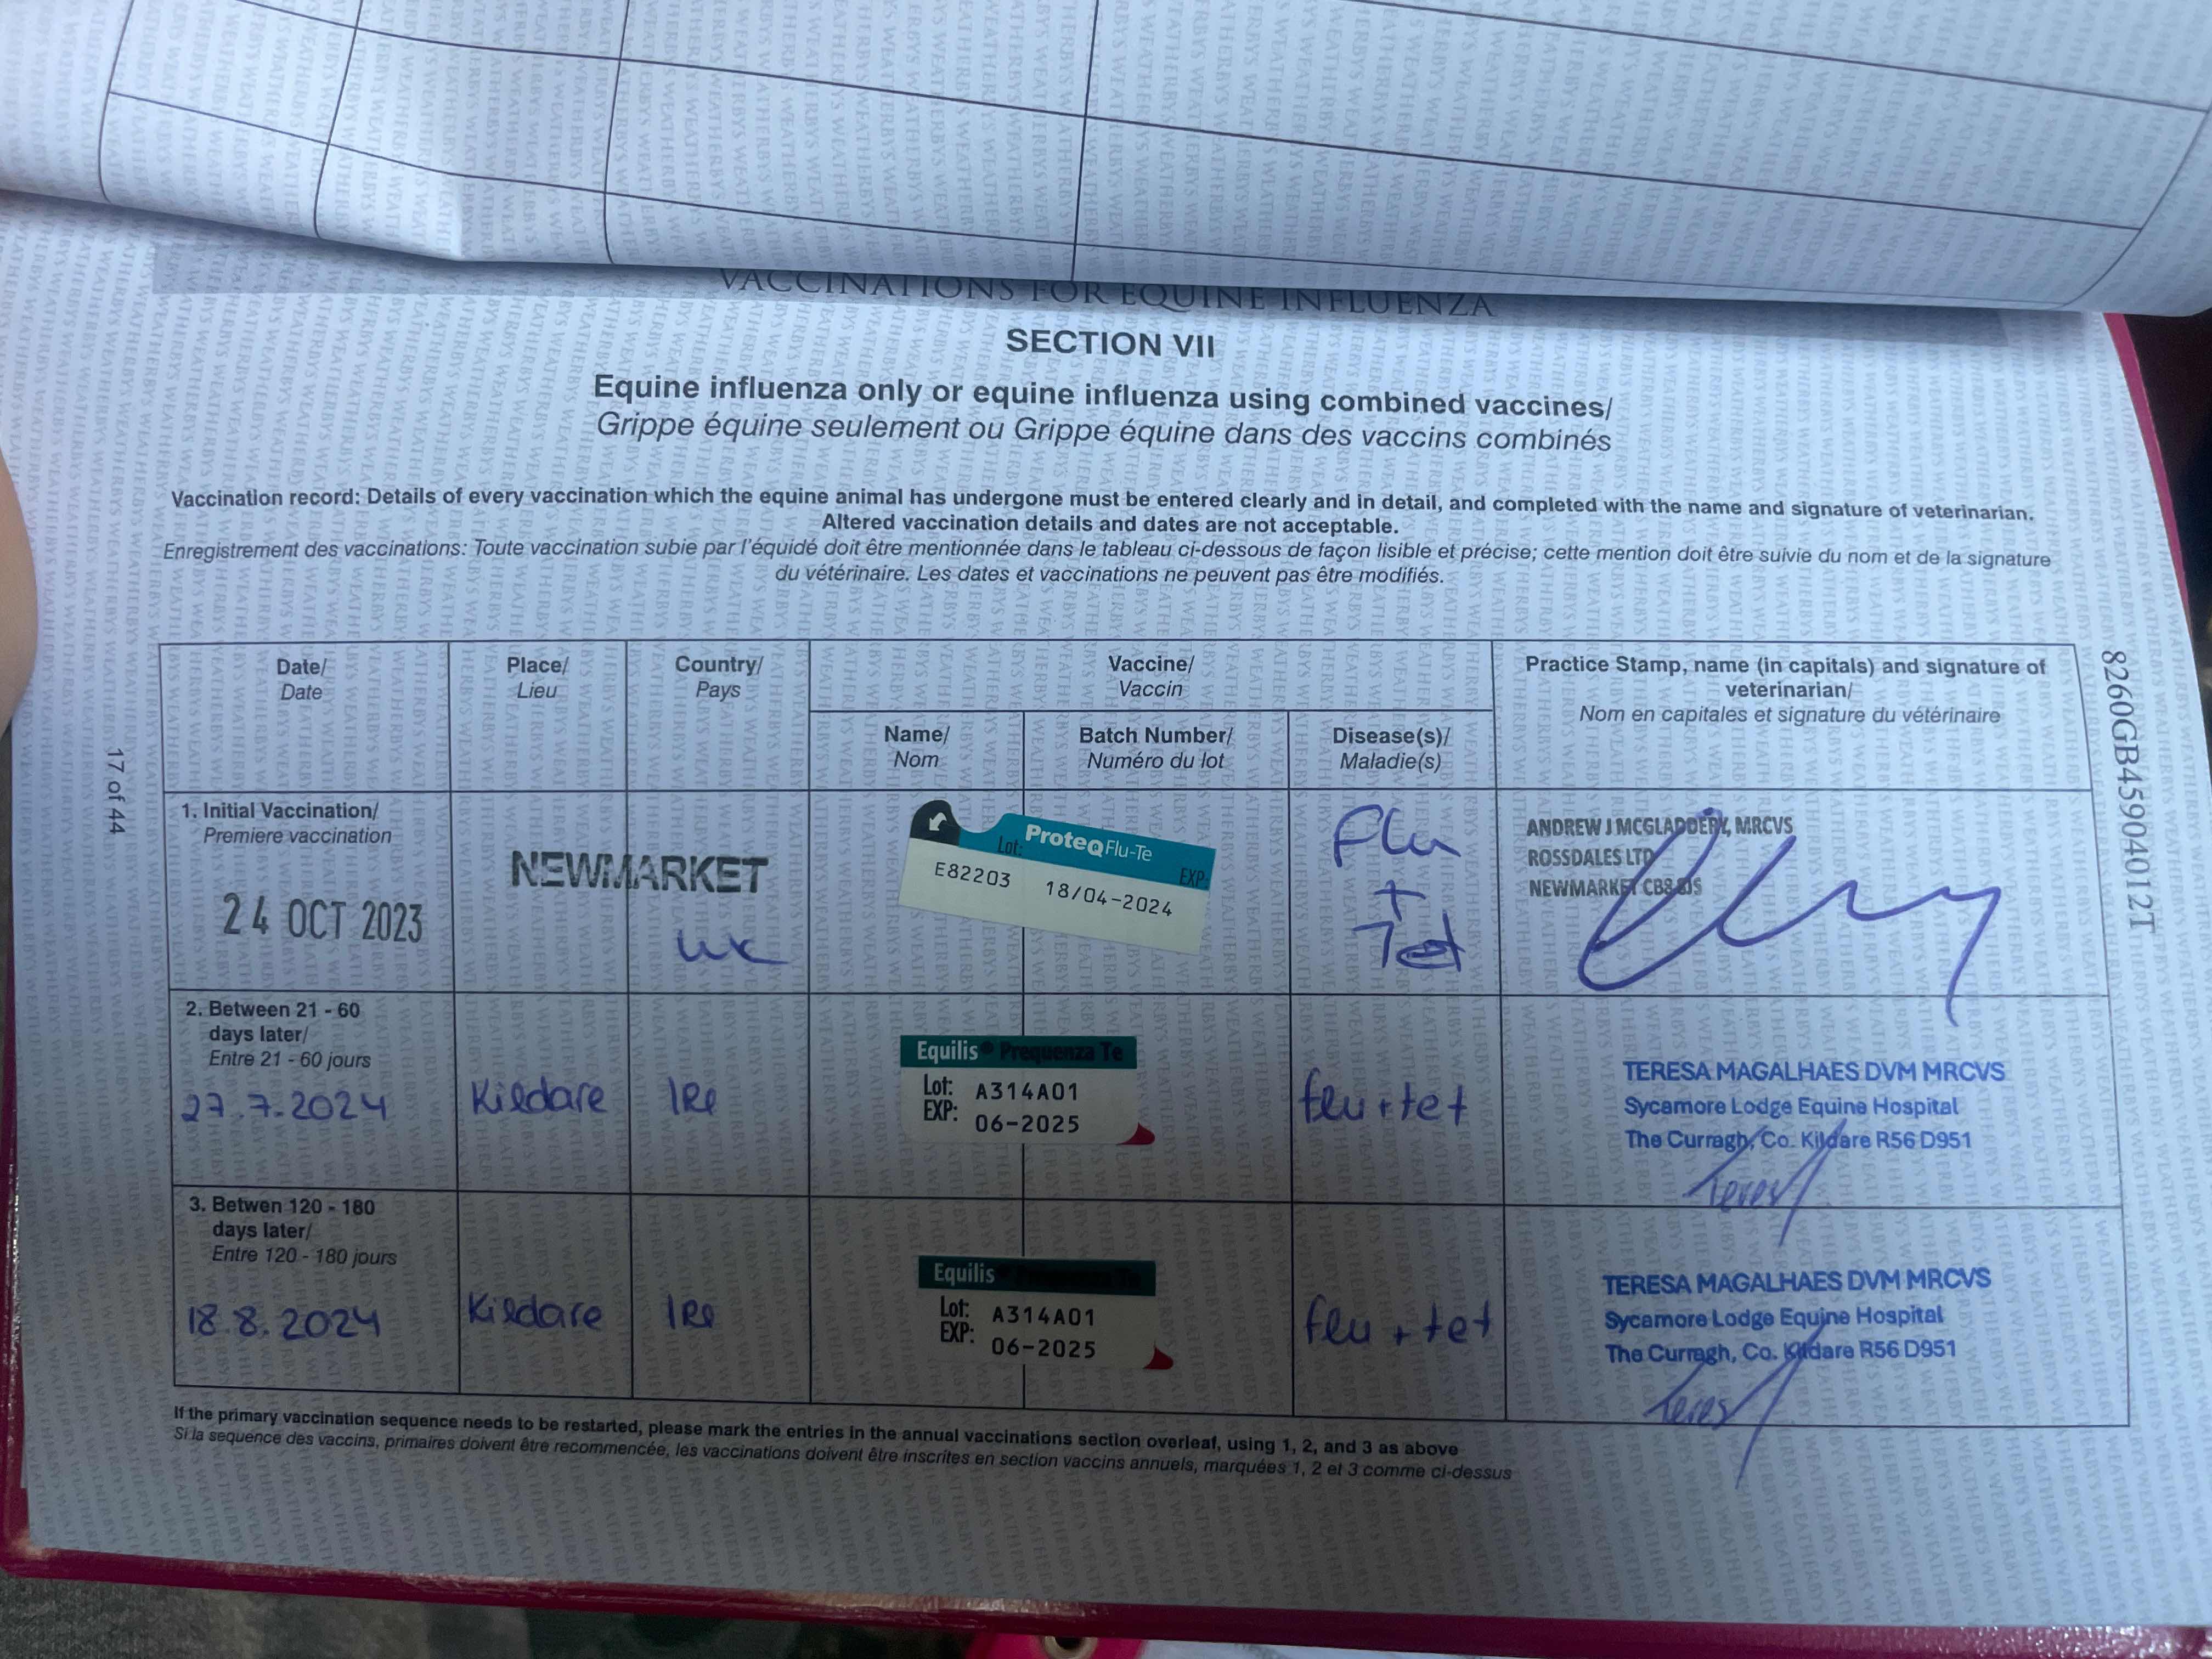 VACCINATIONS FOR EQUINE INFLUENZA
SECTION VII
Equine influenza only or equine influenza using combined vaccines/
Grippe équine seulement ou Grippe équine dans des vaccins combinés
Vaccination record: Details of every vaccination which the equine animal has undergone must be entered clearly and in detail, and completed with the name and signature of veterinarian.
Altered vaccination details and dates are not acceptable.
Enregistrement des vaccinations: Toute vaccination subie par l'équidé doit être mentionnée dans le tableau ci-dessous de façon lisible et précise; cette mention doit être suivie du nom et de la signature
du vétérinaire. Les dates et vaccinations ne peuvent pas être modifiés.
Date/
Date
Place/
Lieu
Country/
Pays
Vaccine/
Vaccin
Name/
Nom
Batch Number/
Numéro du lot
Disease(s)/
Maladie(s)
Practice Stamp, name (in capitals) and signature of
veterinarian/
Nom en capitales et signature du vétérinaire
1. Initial Vaccination/
Premiere vaccination
24 OCT 2023
NEWMARKET
UK
ProteqFlu-Te
Lot: EXP
E82203 18/04-2024
Flu
+
Tet
ANDREW J MCGLADDERY, MRCVS
ROSSDALES LTD
NEWMARKET CB8
2. Between 21 - 60
days later/
Entre 21 - 60 jours
27.7.2024
Kildare
IRE
Equilis® Prequenza Te
Lot: A314A01
EXP: 06-2025
flu + tet
TERESA MAGALHAES DVM MRCVS
Sycamore Lodge Equine Hospital
The Curragh, Co. Kildare R56 D951
3. Betwen 120 - 180
days later/
Entre 120 - 180 jours
18.8.2024
Kildare
IRE
Equilis
Lot: A314A01
EXP: 06-2025
flu + tet
TERESA MAGALHAES DVM MRCVS
Sycamore Lodge Equine Hospital
The Curragh, Co. Kildare R56 D951
If the primary vaccination sequence needs to be restarted, please mark the entries in the annual vaccinations section overleaf, using 1, 2, and 3 as above
Si la sequence des vaccins, primaires doivent être recommencée, les vaccinations doivent être inscrites en section vaccins annuels, marquées 1, 2 et 3 comme ci-dessus
17 of 44
8260GB45904012T